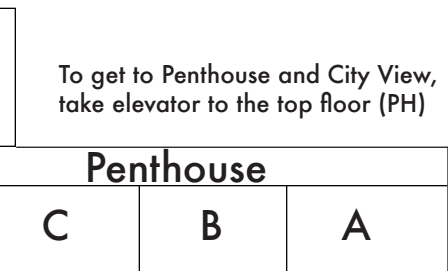 To get to Penthouse and City View,
take elevator to the top floor (PH)
Penthouse
C B A